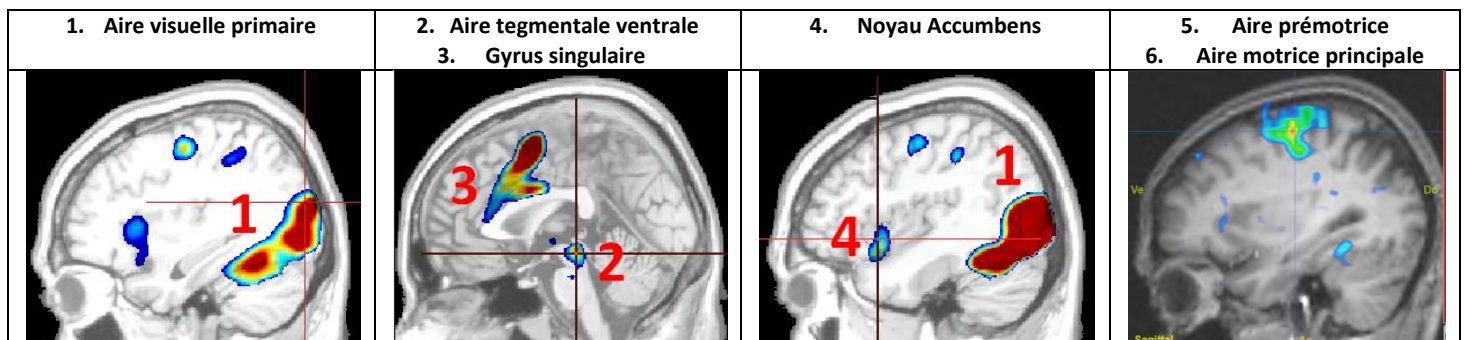 1. Aire visuelle primaire
2. Aire tegmentale ventrale
3. Gyrus singulaire
4. Noyau Accumbens
5. Aire prémotrice
6. Aire motrice principale
1
1
3
2
4
Ve
Do
Sagittal